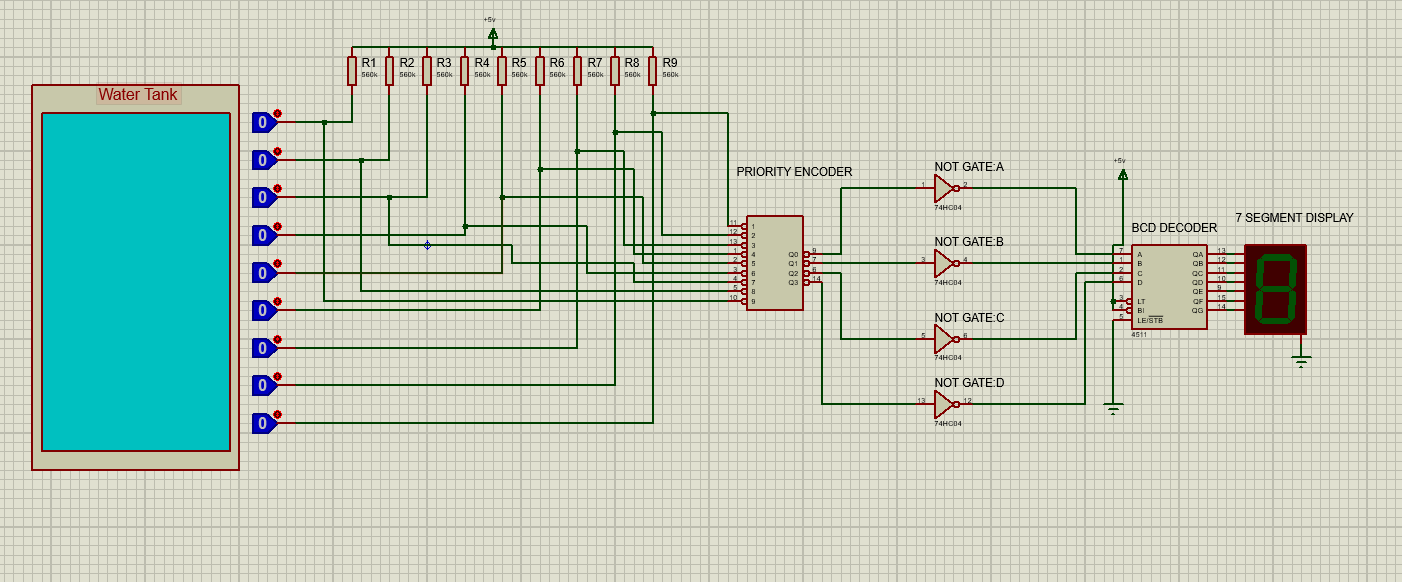 +5v
R1 R2 R3 R4 R5 R6 R7 R8 R9
560k 560k 560k 560k 560k 560k 560k 560k 560k
Water Tank
0
0
0
0
0
0
0
0
0
PRIORITY ENCODER
11 1
12 2
13 3
1 4 Q0 9
2 5 Q1 7
3 6 Q2 6
4 7 Q3 14
5 8
10 9
NOT GATE:A
1 2
74HC04
NOT GATE:B
3 4
74HC04
NOT GATE:C
5 6
74HC04
NOT GATE:D
13 12
74HC04
+5v
7 SEGMENT DISPLAY
BCD DECODER
7 A QA 13
1 B QB 12
2 C QC 11
6 D QD 10
QE 9
3 LT QF 15
4 BI QG 14
5 LE/STB
4511